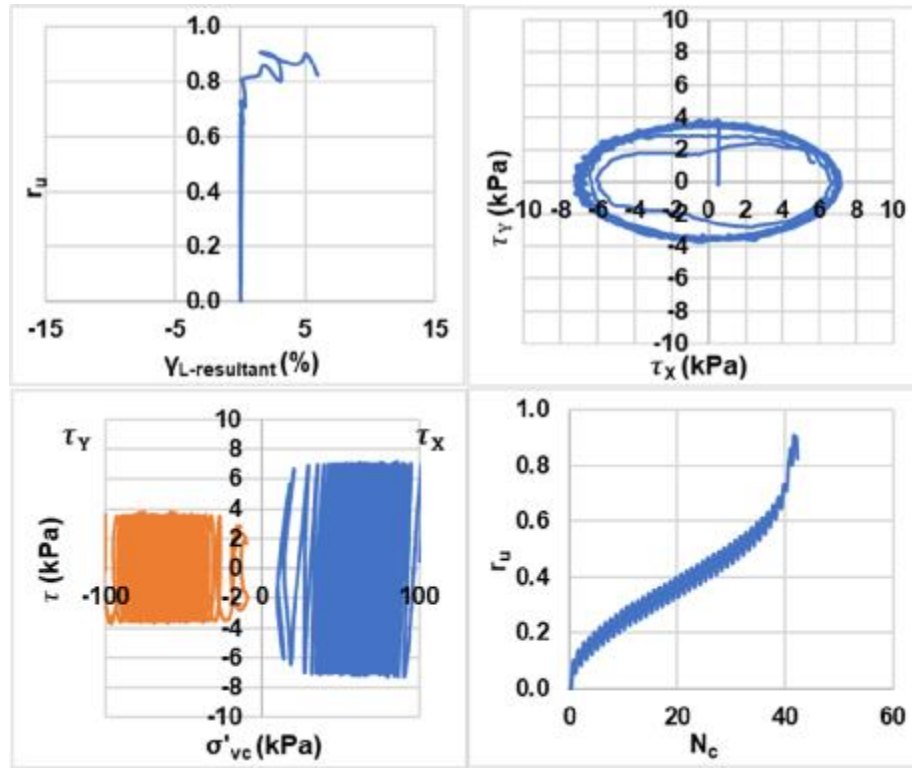 1.0
0.8
0.6
0.4
0.2
0.0
r_u
-15 -5 5 15
γ_L-resultant (%)
10
8
6
4
2
0
-2
-4
-6
-8
-10
τ_Y (kPa)
-10 -8 -6 -4 -2 0 2 4 6 8 10
τ_X (kPa)
τ_Y τ_X
10
8
6
4
2
0
-2
-4
-6
-8
-10
τ (kPa)
-100 0 100
σ'_vc (kPa)
1.0
0.8
0.6
0.4
0.2
0.0
r_u
0 20 40 60
N_c